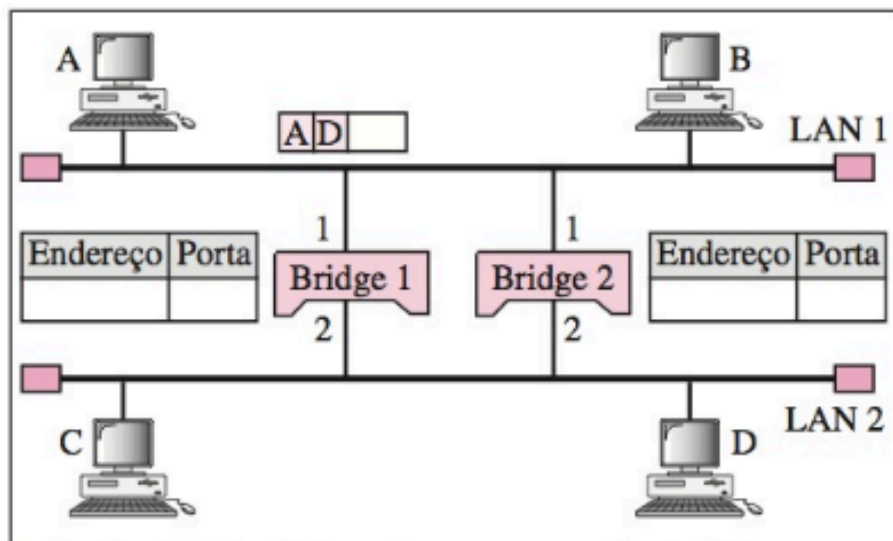 A
B
A D
LAN 1
1
1
Endereço Porta
Bridge 1
Bridge 2
Endereço Porta
2
2
LAN 2
C
D